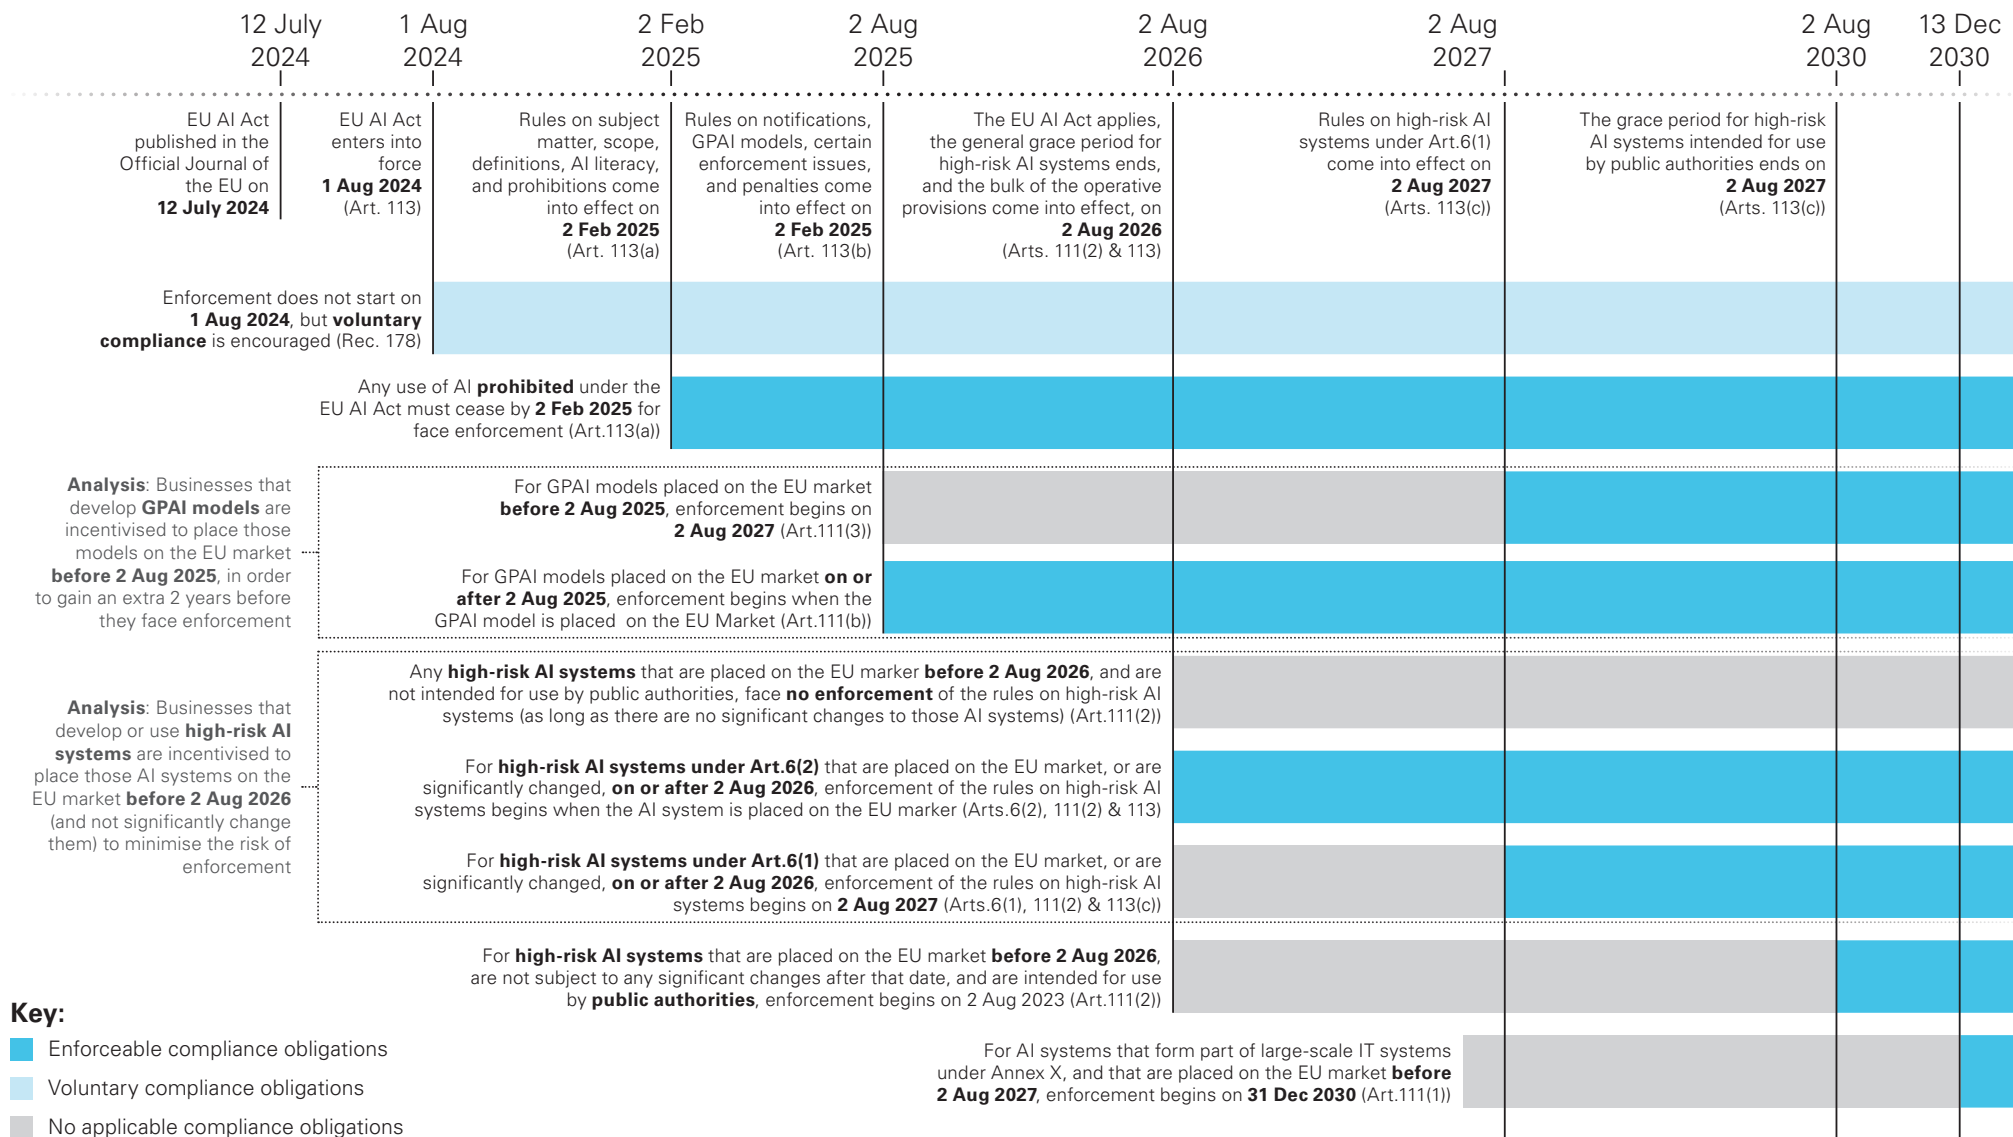 12 July
2024
1 Aug
2024
2 Feb
2025
2 Aug
2025
2 Aug
2026
2 Aug
2027
2 Aug
2030
13 Dec
2030
EU AI Act
published in the
Official Journal of
the EU on
12 July 2024
EU AI Act
enters into
force
1 Aug 2024
(Art. 113)
Rules on subject
matter, scope,
definitions, AI literacy,
and prohibitions come
into effect on
2 Feb 2025
(Art. 113(a)
Rules on notifications,
GPAI models, certain
enforcement issues,
and penalties come
into effect on
2 Feb 2025
(Art. 113(b)
The EU AI Act applies,
the general grace period for
high-risk AI systems ends,
and the bulk of the operative
provisions come into effect, on
2 Aug 2026
(Arts. 111(2) & 113)
Rules on high-risk AI
systems under Art.6(1)
come into effect on
2 Aug 2027
(Arts. 113(c))
The grace period for high-risk
AI systems intended for use
by public authorities ends on
2 Aug 2027
(Arts. 113(c))
Enforcement does not start on
1 Aug 2024, but voluntary
compliance is encouraged (Rec. 178)
Any use of AI prohibited under the
EU AI Act must cease by 2 Feb 2025 for
face enforcement (Art.113(a))
Analysis: Businesses that
develop GPAI models are
incentivised to place those
models on the EU market
before 2 Aug 2025, in order
to gain an extra 2 years before
they face enforcement
For GPAI models placed on the EU market
before 2 Aug 2025, enforcement begins on
2 Aug 2027 (Art.111(3))
For GPAI models placed on the EU market on or
after 2 Aug 2025, enforcement begins when the
GPAI model is placed on the EU Market (Art.111(b))
Analysis: Businesses that
develop or use high-risk AI
systems are incentivised to
place those AI systems on the
EU market before 2 Aug 2026
(and not significantly change
them) to minimise the risk of
enforcement
Any high-risk AI systems that are placed on the EU marker before 2 Aug 2026, and are
not intended for use by public authorities, face no enforcement of the rules on high-risk AI
systems (as long as there are no significant changes to those AI systems) (Art.111(2))
For high-risk AI systems under Art.6(2) that are placed on the EU market, or are
significantly changed, on or after 2 Aug 2026, enforcement of the rules on high-risk AI
systems begins when the AI system is placed on the EU marker (Arts.6(2), 111(2) & 113)
For high-risk AI systems under Art.6(1) that are placed on the EU market, or are
significantly changed, on or after 2 Aug 2026, enforcement of the rules on high-risk AI
systems begins on 2 Aug 2027 (Arts.6(1), 111(2) & 113(c))
For high-risk AI systems that are placed on the EU market before 2 Aug 2026,
are not subject to any significant changes after that date, and are intended for use
by public authorities, enforcement begins on 2 Aug 2023 (Art.111(2))
For AI systems that form part of large-scale IT systems
under Annex X, and that are placed on the EU market before
2 Aug 2027, enforcement begins on 31 Dec 2030 (Art.111(1))
Key:
Enforceable compliance obligations
Voluntary compliance obligations
No applicable compliance obligations